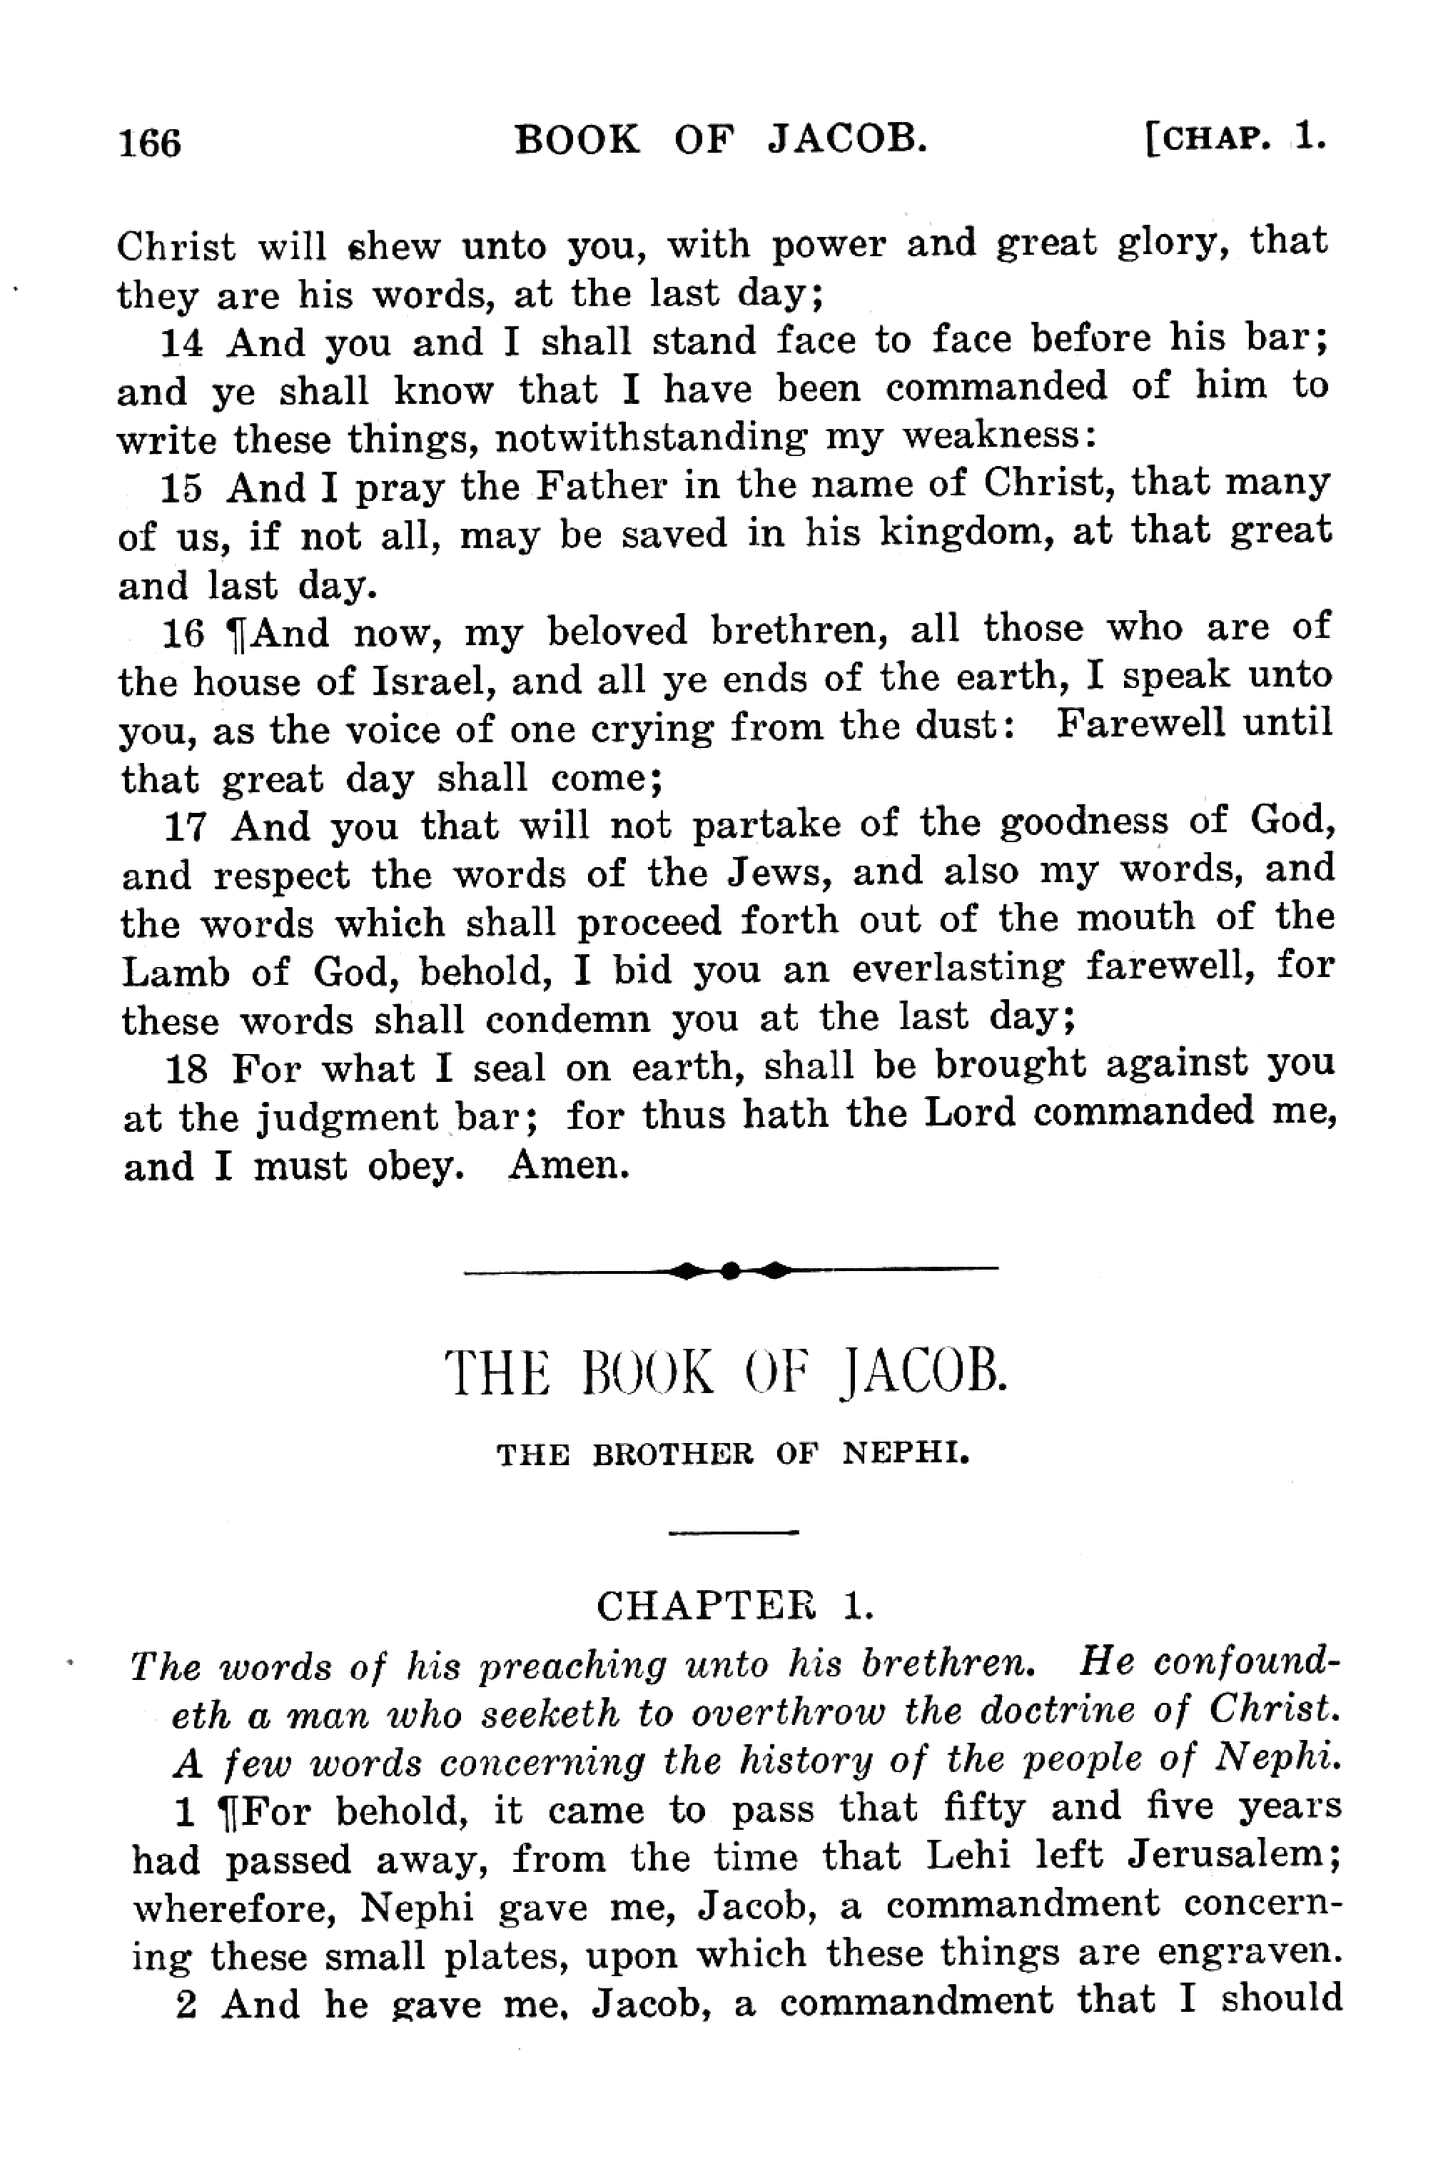 166 BOOK OF JACOB. [CHAP. 1.
Christ will shew unto you, with power and great glory, that
they are his words, at the last day;
14 And you and I shall stand face to face before his bar;
and ye shall know that I have been commanded of him to
write these things, notwithstanding my weakness:
15 And I pray the Father in the name of Christ, that many
of us, if not all, may be saved in his kingdom, at that great
and last day.
16 ¶And now, my beloved brethren, all those who are of
the house of Israel, and all ye ends of the earth, I speak unto
you, as the voice of one crying from the dust: Farewell until
that great day shall come;
17 And you that will not partake of the goodness of God,
and respect the words of the Jews, and also my words, and
the words which shall proceed forth out of the mouth of the
Lamb of God, behold, I bid you an everlasting farewell, for
these words shall condemn you at the last day;
18 For what I seal on earth, shall be brought against you
at the judgment bar; for thus hath the Lord commanded me,
and I must obey. Amen.
THE BOOK OF JACOB.
THE BROTHER OF NEPHI.
CHAPTER 1.
The words of his preaching unto his brethren. He confound-
eth a man who seeketh to overthrow the doctrine of Christ.
A few words concerning the history of the people of Nephi.
1 ¶For behold, it came to pass that fifty and five years
had passed away, from the time that Lehi left Jerusalem;
wherefore, Nephi gave me, Jacob, a commandment concern-
ing these small plates, upon which these things are engraven.
2 And he gave me, Jacob, a commandment that I should